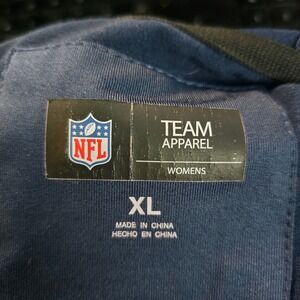 NFL
TEAM
APPAREL
WOMENS
XL
MADE IN CHINA
HECHO EN CHINA